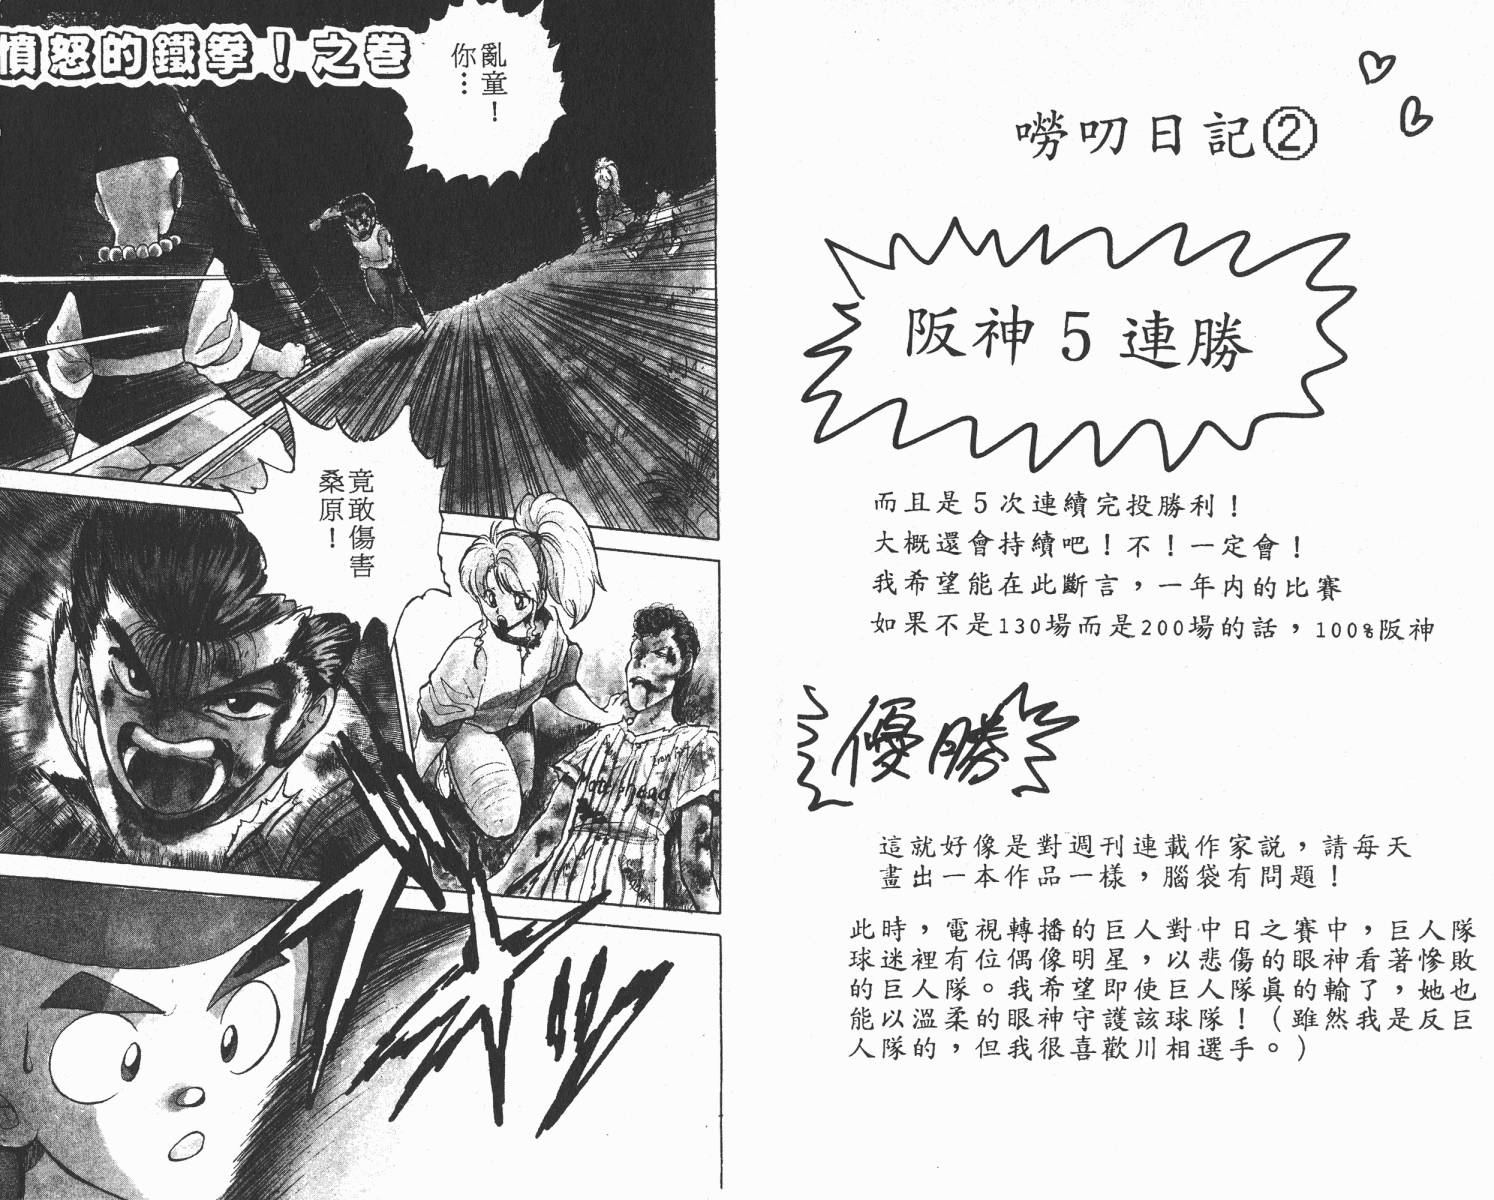 嘮叨日記②
阪神5連勝
而且是5次連續完投勝利！
大概還會持續吧！不！一定會！
我希望能在此斷言，一年内的比賽
如果不是130場而是200場的話，100%阪神
優勝
這就好像是對週刊連載作家說，請每天
畫出一本作品一樣，腦袋有問題！
此時，電視轉播的巨人對中日之賽中，巨人隊
球迷裡有位偶像明星，以悲傷的眼神看著慘敗
的巨人隊。我希望即使巨人隊眞的輸了，她也
能以溫柔的眼神守護該球隊！（雖然我是反巨
人隊的，但我很喜歡川相選手。)
憤怒的鐵拳！之卷
亂童！
你…
竟敢傷害
桑原！